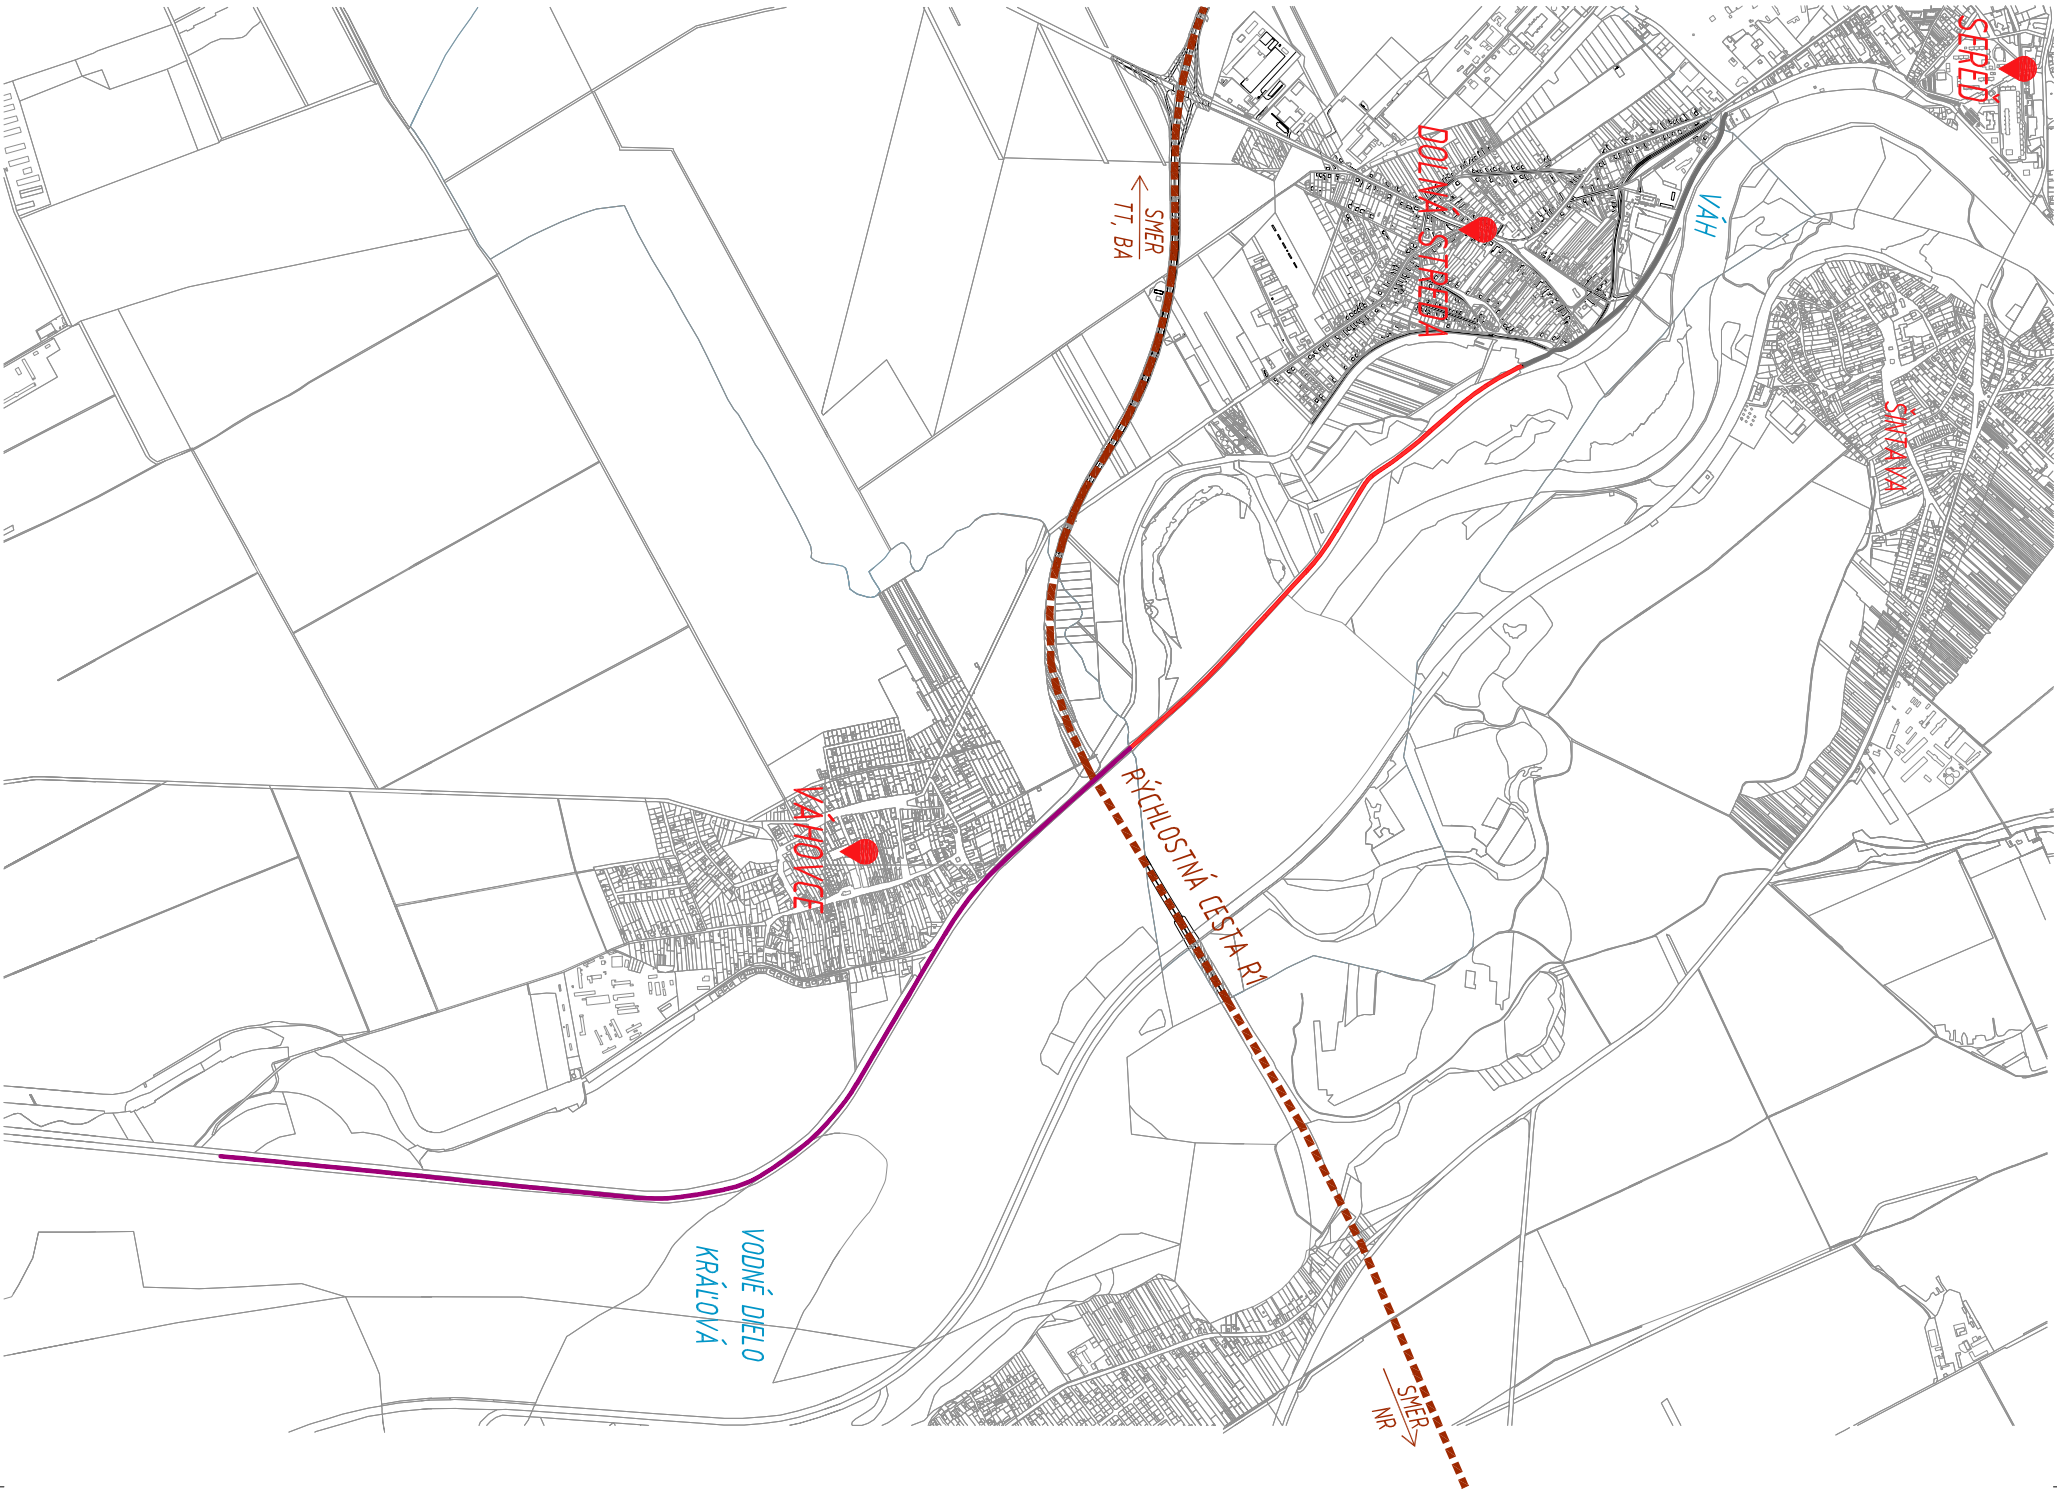 SEREĎ
DOLNÁ STREDA
VÁH
ŠINTAVA
SMER
TT, BA
RÝCHLOSTNÁ CESTA R1
VÁHOVCE
VODNÉ DIELO
KRÁĽOVÁ
SMER
NR